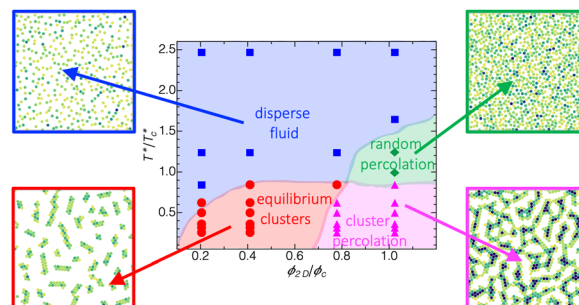 2.5
2.0
1.5
1.0
0.5
T*/T*c
disperse
fluid
random
percolation
equilibrium
clusters
cluster
percolation
0.2 0.4 0.6 0.8 1.0
ϕ2D/ϕc